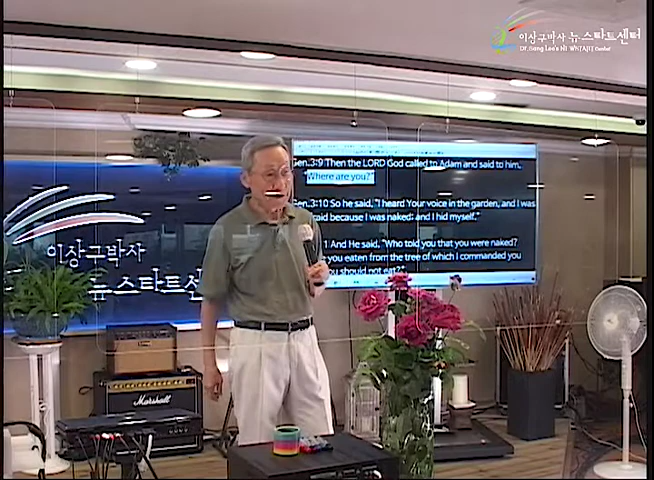 이상구박사 뉴스타트센터
Dr. Sang Lee's NEWSTART Center
Gen.3:9 Then the LORD God called to Adam and said to him,
"Where are you?"
Gen.3:10 So he said, "I heard Your voice in the garden, and I was
because I was naked; and I hid myself."
1 And He said, "Who told you that you were naked?
you eaten from the tree of which I commanded you
you should not eat?"
이상구박사
뉴스타트센터
Marshall